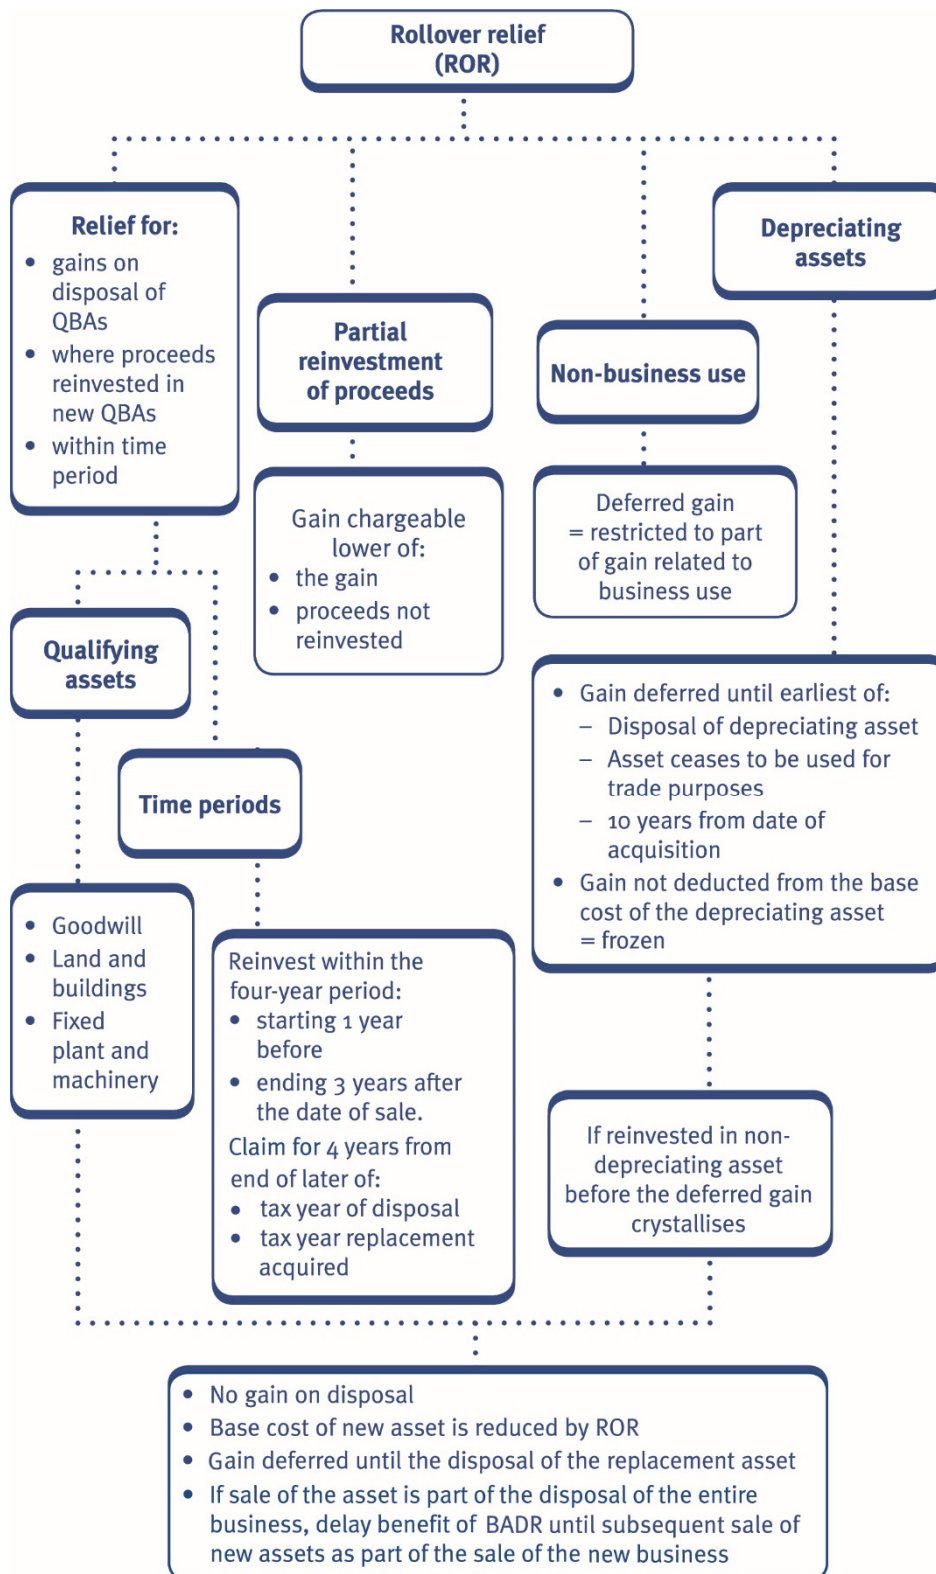 Rollover relief
(ROR)
Relief for:
• gains on
disposal of
QBAs
• where proceeds
reinvested in
new QBAs
• within time
period
Partial
reinvestment
of proceeds
Non-business use
Depreciating
assets
Gain chargeable
lower of:
• the gain
• proceeds not
reinvested
Deferred gain
= restricted to part
of gain related to
business use
Qualifying
assets
Time periods
• Gain deferred until earliest of:
– Disposal of depreciating asset
– Asset ceases to be used for
trade purposes
– 10 years from date of
acquisition
• Gain not deducted from the base
cost of the depreciating asset
= frozen
• Goodwill
• Land and
buildings
• Fixed
plant and
machinery
Reinvest within the
four-year period:
• starting 1 year
before
• ending 3 years after
the date of sale.
Claim for 4 years from
end of later of:
• tax year of disposal
• tax year replacement
acquired
If reinvested in non-
depreciating asset
before the deferred gain
crystallises
• No gain on disposal
• Base cost of new asset is reduced by ROR
• Gain deferred until the disposal of the replacement asset
• If sale of the asset is part of the disposal of the entire
business, delay benefit of BADR until subsequent sale of
new assets as part of the sale of the new business